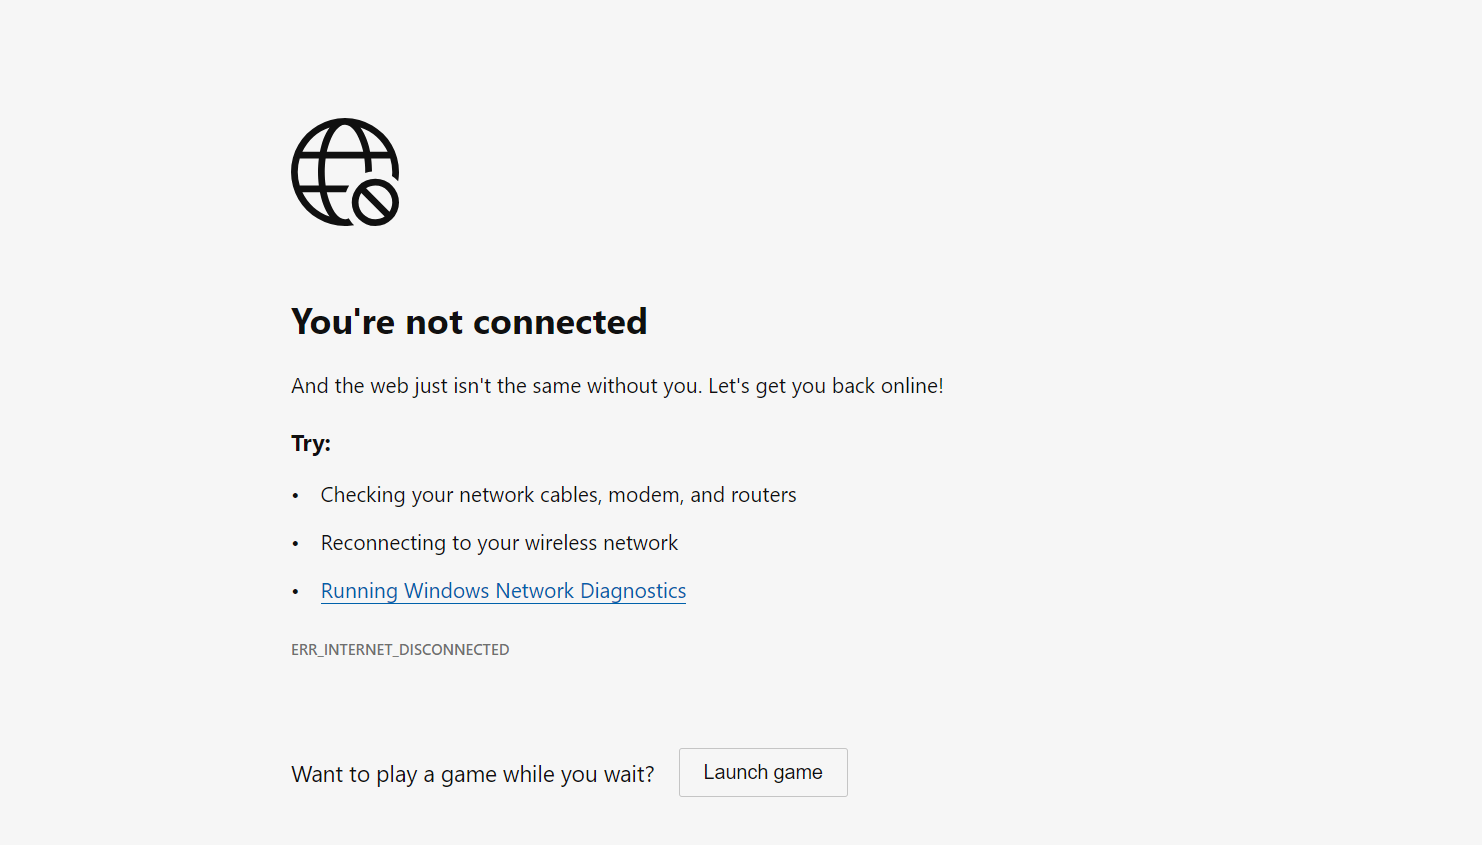 You're not connected
And the web just isn't the same without you. Let's get you back online!
Try:
• Checking your network cables, modem, and routers
• Reconnecting to your wireless network
• Running Windows Network Diagnostics
ERR_INTERNET_DISCONNECTED
Want to play a game while you wait? Launch game